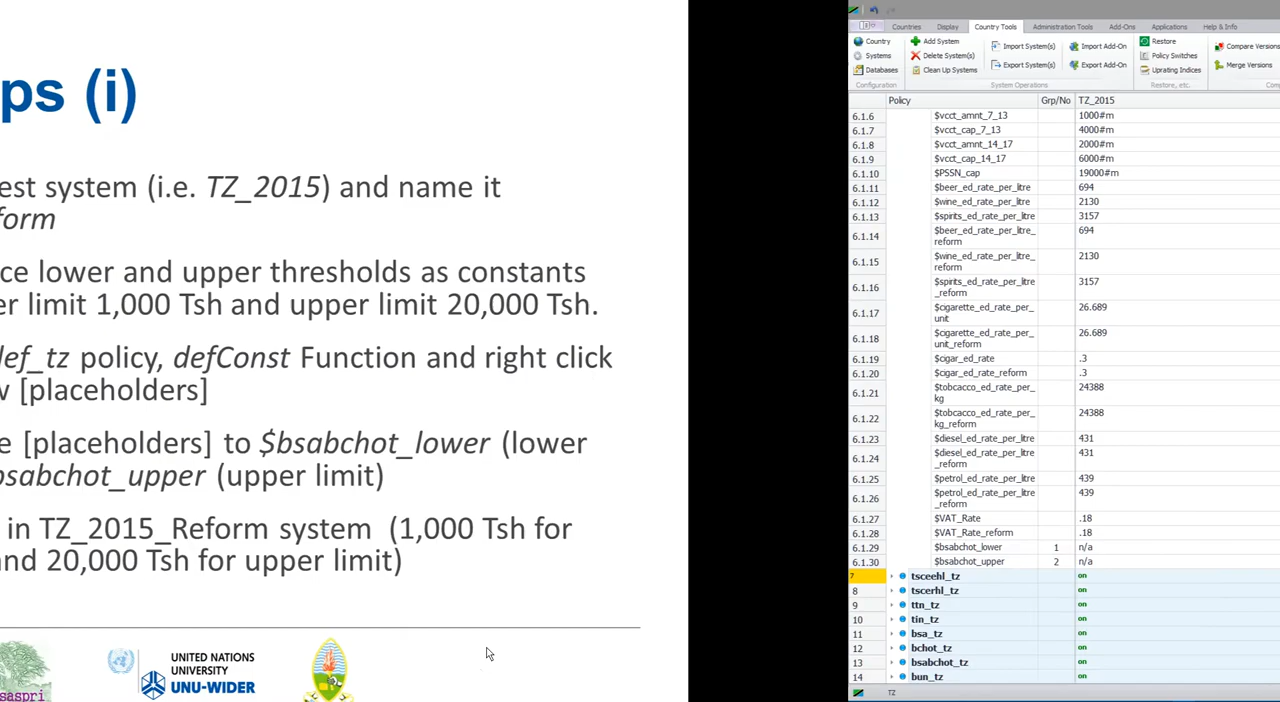 ps (i)
est system (i.e. TZ_2015) and name it
form
ce lower and upper thresholds as constants
er limit 1,000 Tsh and upper limit 20,000 Tsh.
def_tz policy, defConst Function and right click
w [placeholders]
e [placeholders] to $bsabchot_lower (lower
bsabchot_upper (upper limit)
in TZ_2015_Reform system (1,000 Tsh for
and 20,000 Tsh for upper limit)
saspri
UNITED NATIONS
UNIVERSITY
UNU-WIDER
Countries Display Country Tools Administration Tools Add-Ons Applications Help & Info
Country Add System Import System(s) Import Add-On Restore Compare Versions
Systems Delete System(s) Policy Switches
Databases Clean Up Systems Export System(s) Export Add-On Uprating Indices Merge Versions
Configuration System Operations Restore, etc.
Policy Grp/No TZ_2015
6.1.6 $vcct_amnt_7_13 1000#m
6.1.7 $vcct_cap_7_13 4000#m
6.1.8 $vcct_amnt_14_17 2000#m
6.1.9 $vcct_cap_14_17 6000#m
6.1.10 $PSSN_cap 19000#m
6.1.11 $beer_ed_rate_per_litre 694
6.1.12 $wine_ed_rate_per_litre 2130
6.1.13 $spirits_ed_rate_per_litre 3157
6.1.14 $beer_ed_rate_per_litre_ 694
reform
6.1.15 $wine_ed_rate_per_litre_ 2130
reform
6.1.16 $spirits_ed_rate_per_litre 3157
_reform
6.1.17 $cigarette_ed_rate_per_ 26.689
unit
6.1.18 $cigarette_ed_rate_per_ 26.689
unit_reform
6.1.19 $cigar_ed_rate .3
6.1.20 $cigar_ed_rate_reform .3
6.1.21 $tobcacco_ed_rate_per_ 24388
kg
6.1.22 $tobcacco_ed_rate_per_ 24388
kg_reform
6.1.23 $diesel_ed_rate_per_litre 431
6.1.24 $diesel_ed_rate_per_litre 431
_reform
6.1.25 $petrol_ed_rate_per_litre 439
6.1.26 $petrol_ed_rate_per_litre 439
_reform
6.1.27 $VAT_Rate .18
6.1.28 $VAT_Rate_reform .18
6.1.29 $bsabchot_lower 1 n/a
6.1.30 $bsabchot_upper 2 n/a
7 tsceehl_tz on
8 tscerhl_tz on
9 ttn_tz on
10 tin_tz on
11 bsa_tz on
12 bchot_tz on
13 bsabchot_tz on
14 bun_tz on
TZ